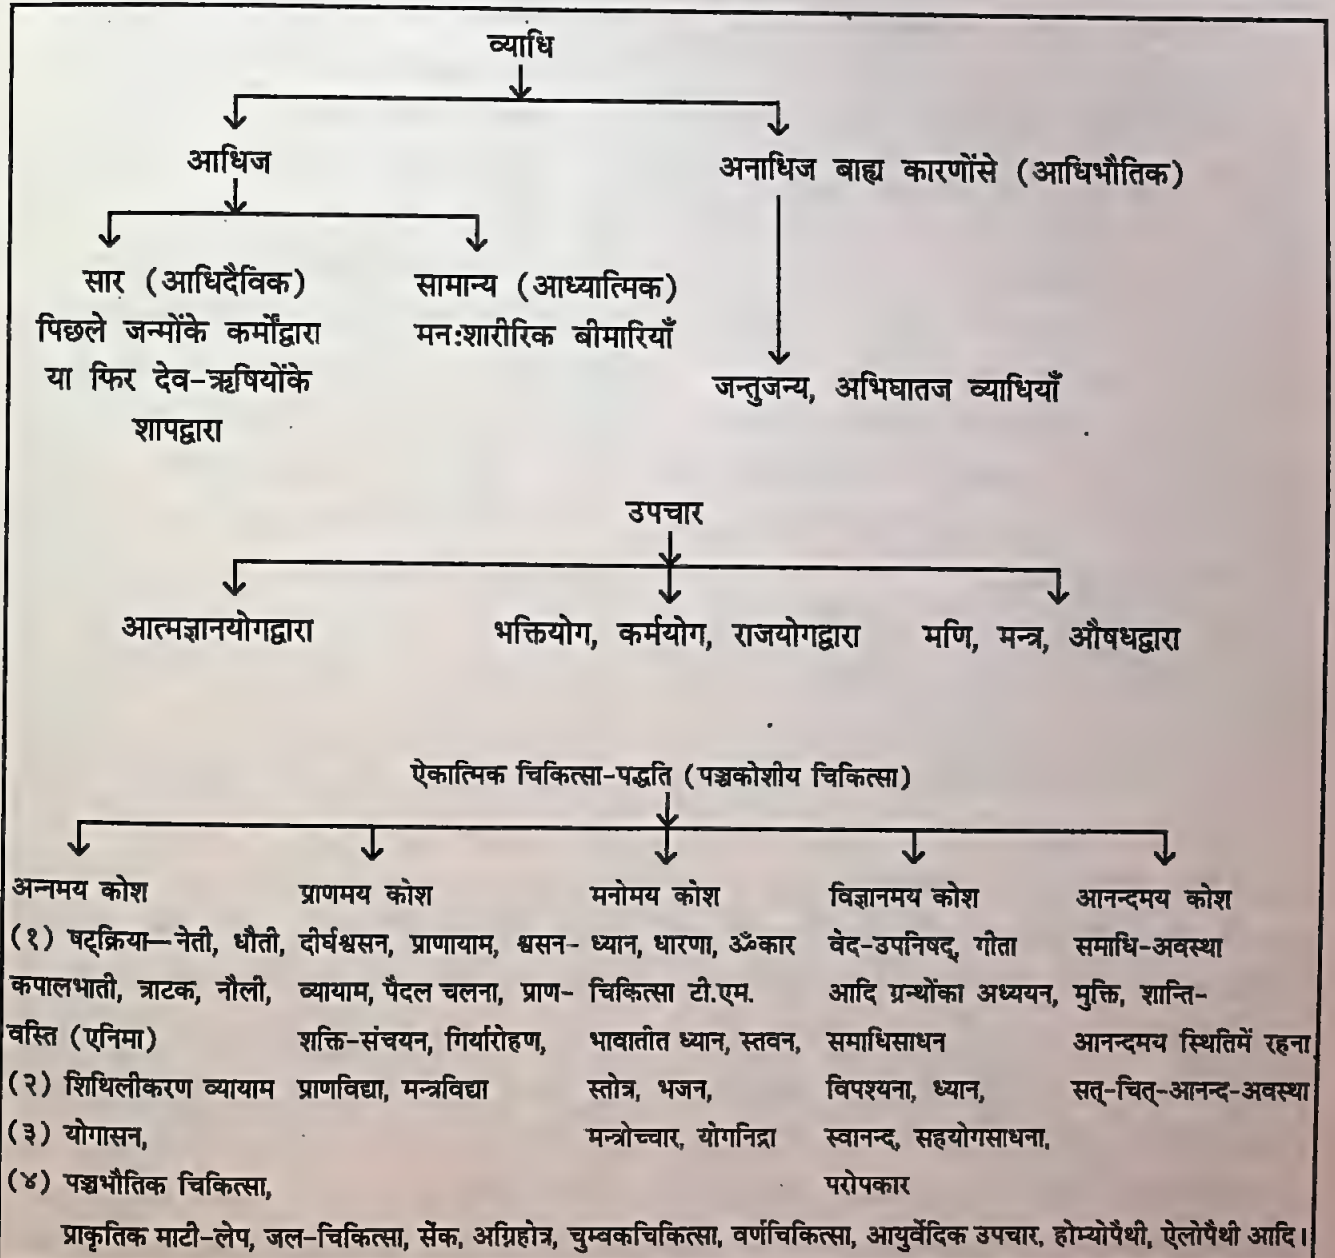 व्याधि
आधिज
अनाधिज बाह्य कारणोंसे (आधिभौतिक)
सार (आधिदैविक)
पिछले जन्मोंके कर्मोंद्वारा
या फिर देव-ऋषियोंके
शापद्वारा
सामान्य (आध्यात्मिक)
मन:शारीरिक बीमारियाँ
जन्तुजन्य, अभिघातज व्याधियाँ
उपचार
आत्मज्ञानयोगद्वारा
भक्तियोग, कर्मयोग, राजयोगद्वारा
मणि, मन्त्र, औषधद्वारा
ऐकात्मिक चिकित्सा-पद्धति (पञ्चकोशीय चिकित्सा)
अन्नमय कोश
(१) षट्क्रिया—नेती, धौती,
कपालभाती, त्राटक, नौली,
वस्ति (एनिमा)
(२) शिथिलीकरण व्यायाम
(३) योगासन,
(४) पञ्चभौतिक चिकित्सा,
प्राणमय कोश
दीर्घश्वसन, प्राणायाम, श्वसन-
व्यायाम, पैदल चलना, प्राण-
शक्ति-संचयन, गिर्यारोहण,
प्राणविद्या, मन्त्रविद्या
मनोमय कोश
ध्यान, धारणा, ॐकार
चिकित्सा टी.एम.
भावातीत ध्यान, स्तवन,
स्तोत्र, भजन,
मन्त्रोच्चार, योगनिद्रा
विज्ञानमय कोश
वेद-उपनिषद्, गीता
आदि ग्रन्थोंका अध्ययन,
समाधिसाधन
विपश्यना, ध्यान,
स्वानन्द, सहयोगसाधना,
परोपकार
आनन्दमय कोश
समाधि-अवस्था
मुक्ति, शान्ति-
आनन्दमय स्थितिमें रहना
सत्-चित्-आनन्द-अवस्था
प्राकृतिक माटी-लेप, जल-चिकित्सा, सेंक, अग्निहोत्र, चुम्वकचिकित्सा, वर्णचिकित्सा, आयुर्वेदिक उपचार, होम्योपैथी, ऐलोपैथी आदि।